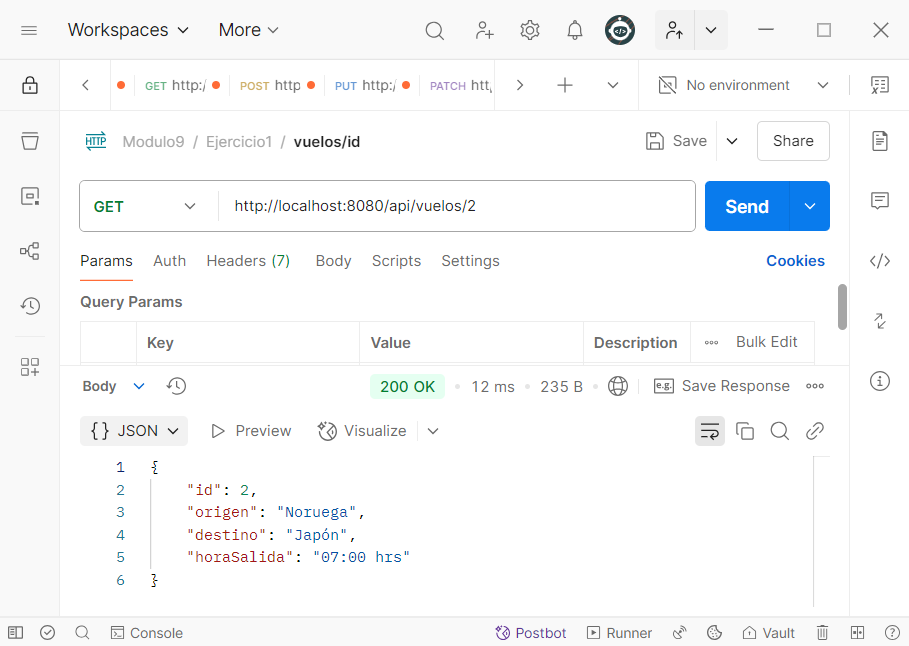 Workspaces More
GET http:/ POST http PUT http:/ PATCH htt, No environment
HTTP Modulo9 / Ejercicio1 / vuelos/id Save Share
GET http://localhost:8080/api/vuelos/2 Send
Params Auth Headers (7) Body Scripts Settings Cookies
Query Params
Key Value Description Bulk Edit
Body 200 OK 12 ms 235 B e.g. Save Response
{} JSON Preview Visualize
1 {
2 "id": 2,
3 "origen": "Noruega",
4 "destino": "Japón",
5 "horaSalida": "07:00 hrs"
6 }
Console Postbot Runner Vault